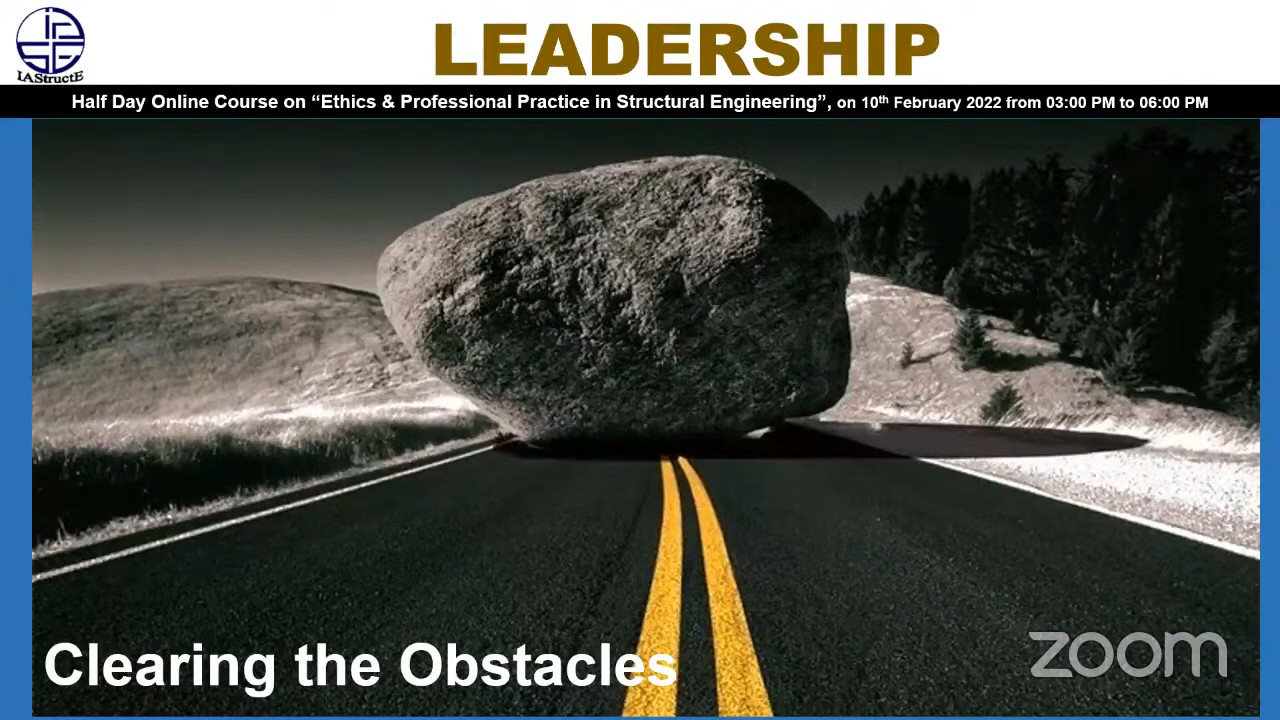 IAStructE
LEADERSHIP
Half Day Online Course on “Ethics & Professional Practice in Structural Engineering”, on 10th February 2022 from 03:00 PM to 06:00 PM
Clearing the Obstacles
zoom